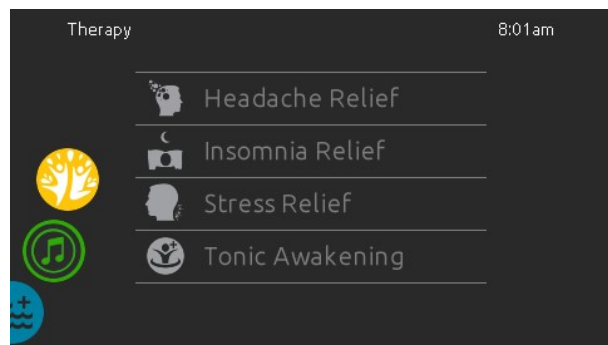 Therapy
8:01am
Headache Relief
Insomnia Relief
Stress Relief
Tonic Awakening